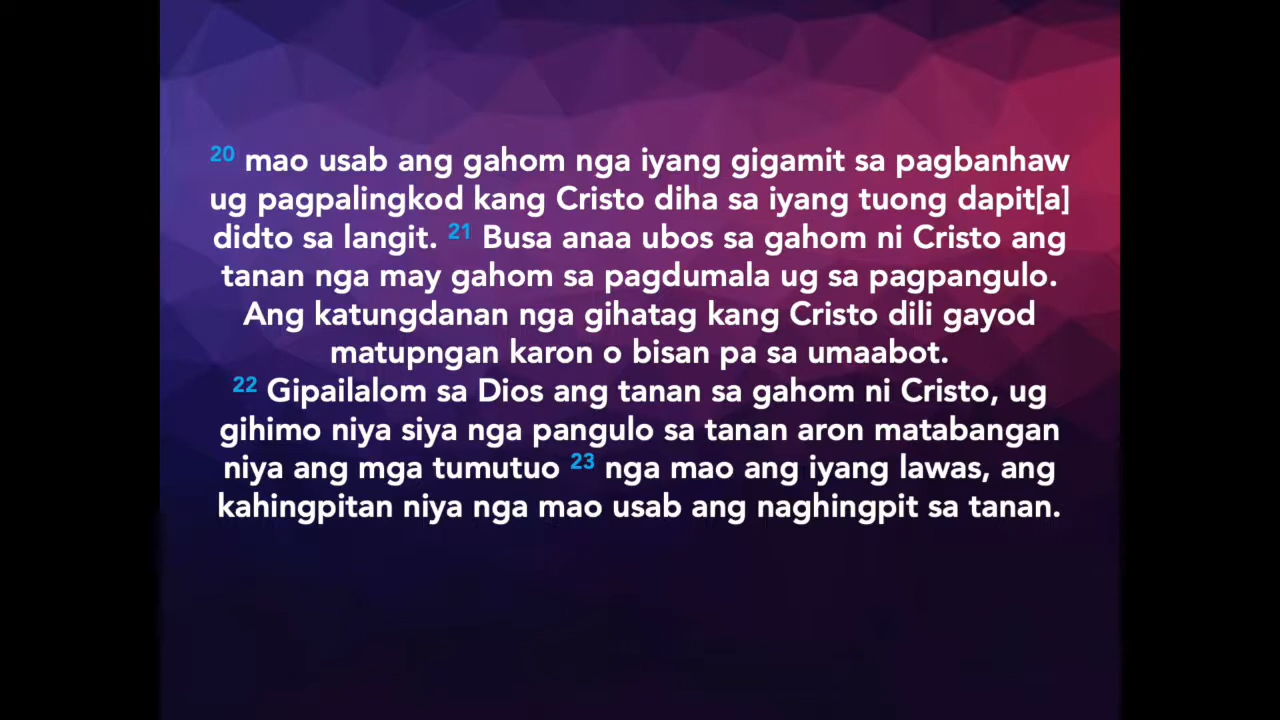 20 mao usab ang gahom nga iyang gigamit sa pagbanhaw
ug pagpalingkod kang Cristo diha sa iyang tuong dapit[a]
didto sa langit. 21 Busa anaa ubos sa gahom ni Cristo ang
tanan nga may gahom sa pagdumala ug sa pagpangulo.
Ang katungdanan nga gihatag kang Cristo dili gayod
matupngan karon o bisan pa sa umaabot.
22 Gipailalom sa Dios ang tanan sa gahom ni Cristo, ug
gihimo niya siya nga pangulo sa tanan aron matabangan
niya ang mga tumutuo 23 nga mao ang iyang lawas, ang
kahingpitan niya nga mao usab ang naghingpit sa tanan.